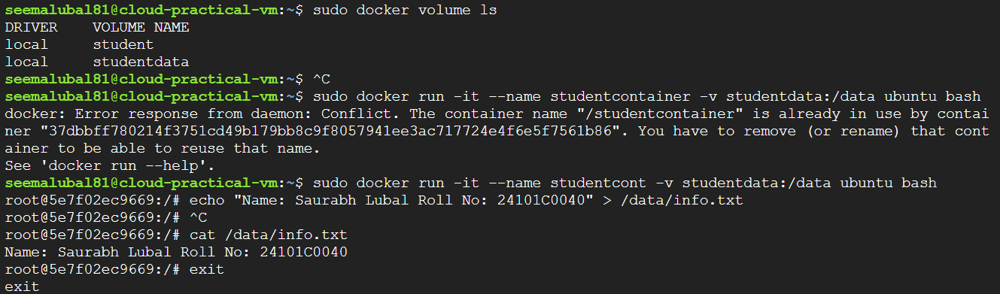 seemalubal81@cloud-practical-vm:~$ sudo docker volume ls
DRIVER    VOLUME NAME
local     student
local     studentdata
seemalubal81@cloud-practical-vm:~$ ^C
seemalubal81@cloud-practical-vm:~$ sudo docker run -it --name studentcontainer -v studentdata:/data ubuntu bash
docker: Error response from daemon: Conflict. The container name "/studentcontainer" is already in use by contai
ner "37dbbff780214f3751cd49b179bb8c9f8057941ee3ac717724e4f6e5f7561b86". You have to remove (or rename) that cont
ainer to be able to reuse that name.
See 'docker run --help'.
seemalubal81@cloud-practical-vm:~$ sudo docker run -it --name studentcont -v studentdata:/data ubuntu bash
root@5e7f02ec9669:/# echo "Name: Saurabh Lubal Roll No: 24101C0040" > /data/info.txt
root@5e7f02ec9669:/# ^C
root@5e7f02ec9669:/# cat /data/info.txt
Name: Saurabh Lubal Roll No: 24101C0040
root@5e7f02ec9669:/# exit
exit